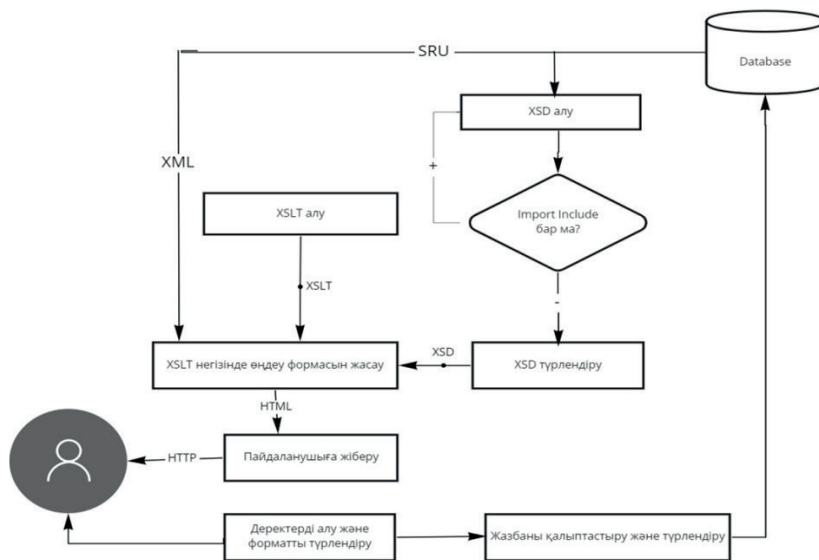 SRU
Database
XSD алу
XML
+
XSLT алу
Import Include
бар ма?
XSLT
-
XSD
XSLT негізінде өңдеу формасын жасау
XSD түрлендіру
HTML
HTTP
Пайдаланушыға жіберу
Деректерді алу және
форматты түрлендіру
Жазбаны қалыптастыру және түрлендіру